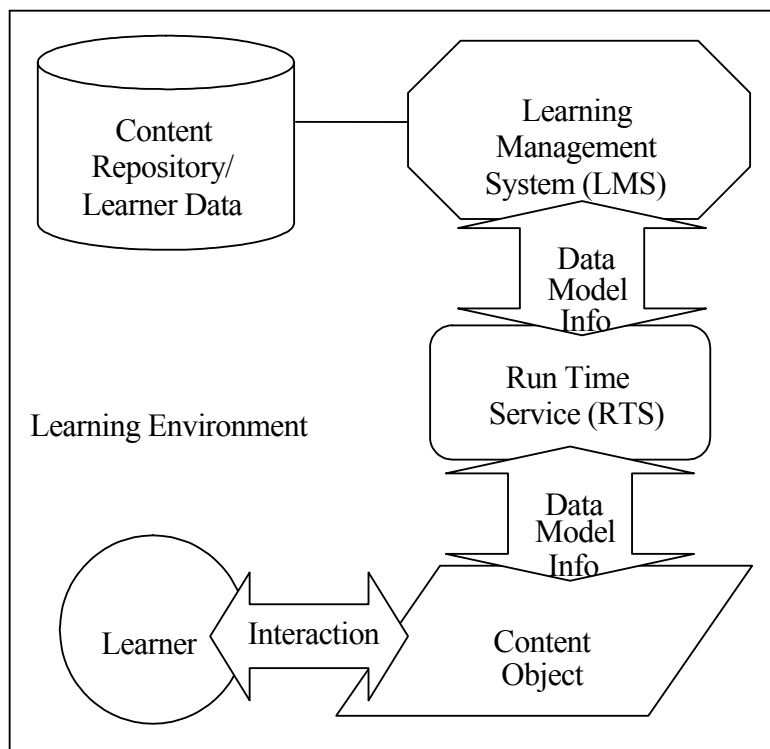 Content
Repository/
Learner Data
Learning
Management
System (LMS)
Data
Model
Info
Run Time
Service (RTS)
Learning Environment
Data
Model
Info
Learner
Interaction
Content
Object